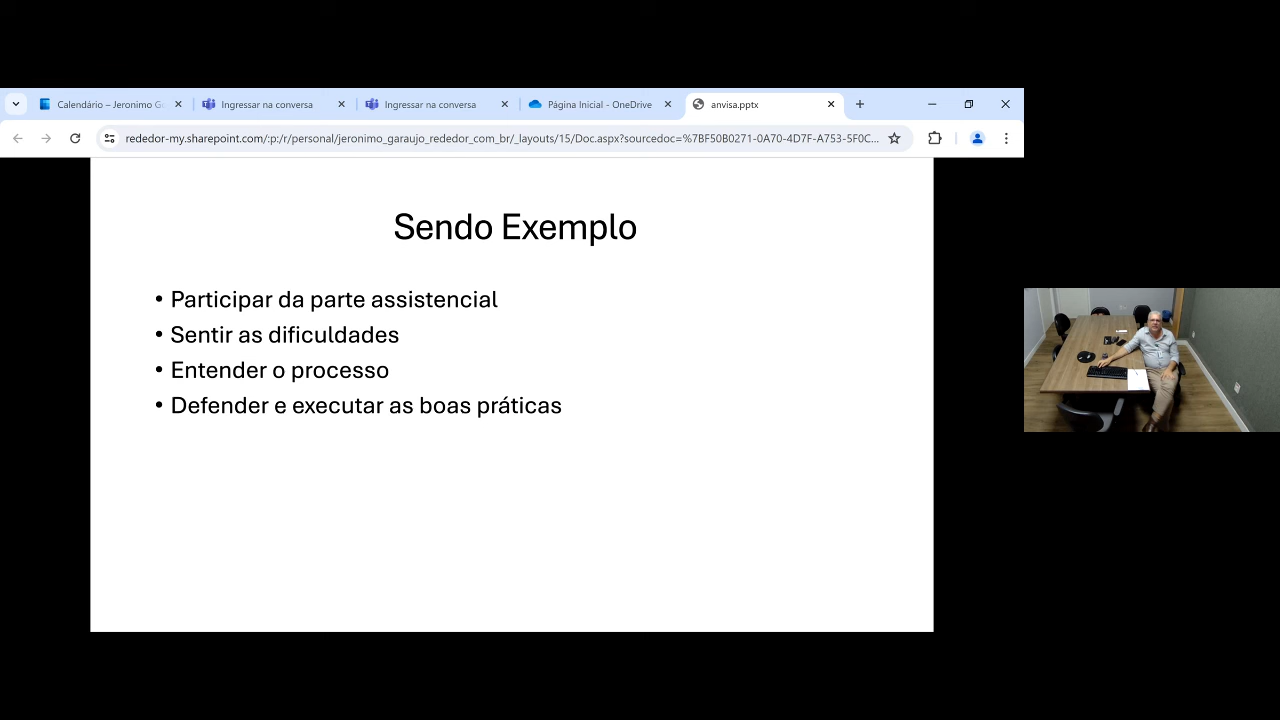 Calendário – Jeronimo G
Ingressar na conversa
Ingressar na conversa
Página Inicial - OneDrive
anvisa.pptx
rededor-my.sharepoint.com/:p:/r/personal/jeronimo_garaujo_rededor_com_br/_layouts/15/Doc.aspx?sourcedoc=%7BF50B0271-0A70-4D7F-A753-5F0C...
Sendo Exemplo
• Participar da parte assistencial
• Sentir as dificuldades
• Entender o processo
• Defender e executar as boas práticas